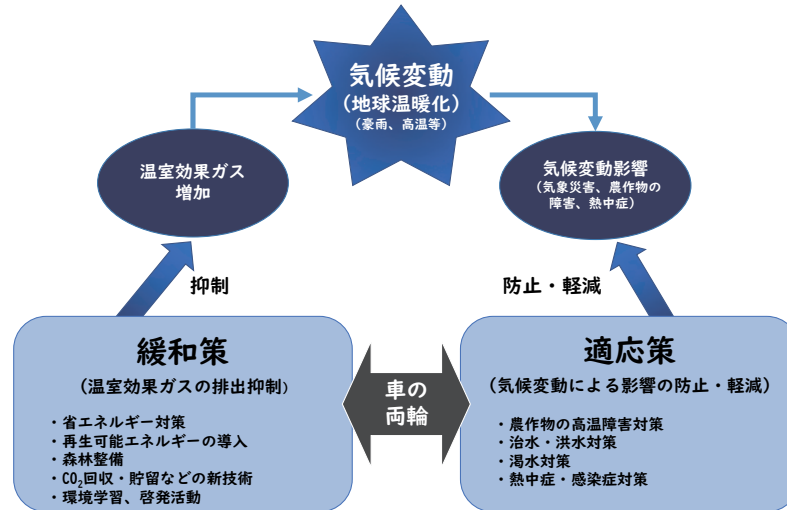 気候変動
(地球温暖化)
(豪雨、高温等)
温室効果ガス
増加
気候変動影響
(気象災害、農作物の
障害、熱中症)
抑制
防止・軽減
緩和策
(温室効果ガスの排出抑制)
・省エネルギー対策
・再生可能エネルギーの導入
・森林整備
・CO₂回収・貯留などの新技術
・環境学習、啓発活動
車の
両輪
適応策
(気候変動による影響の防止・軽減)
・農作物の高温障害対策
・治水・洪水対策
・渇水対策
・熱中症・感染症対策